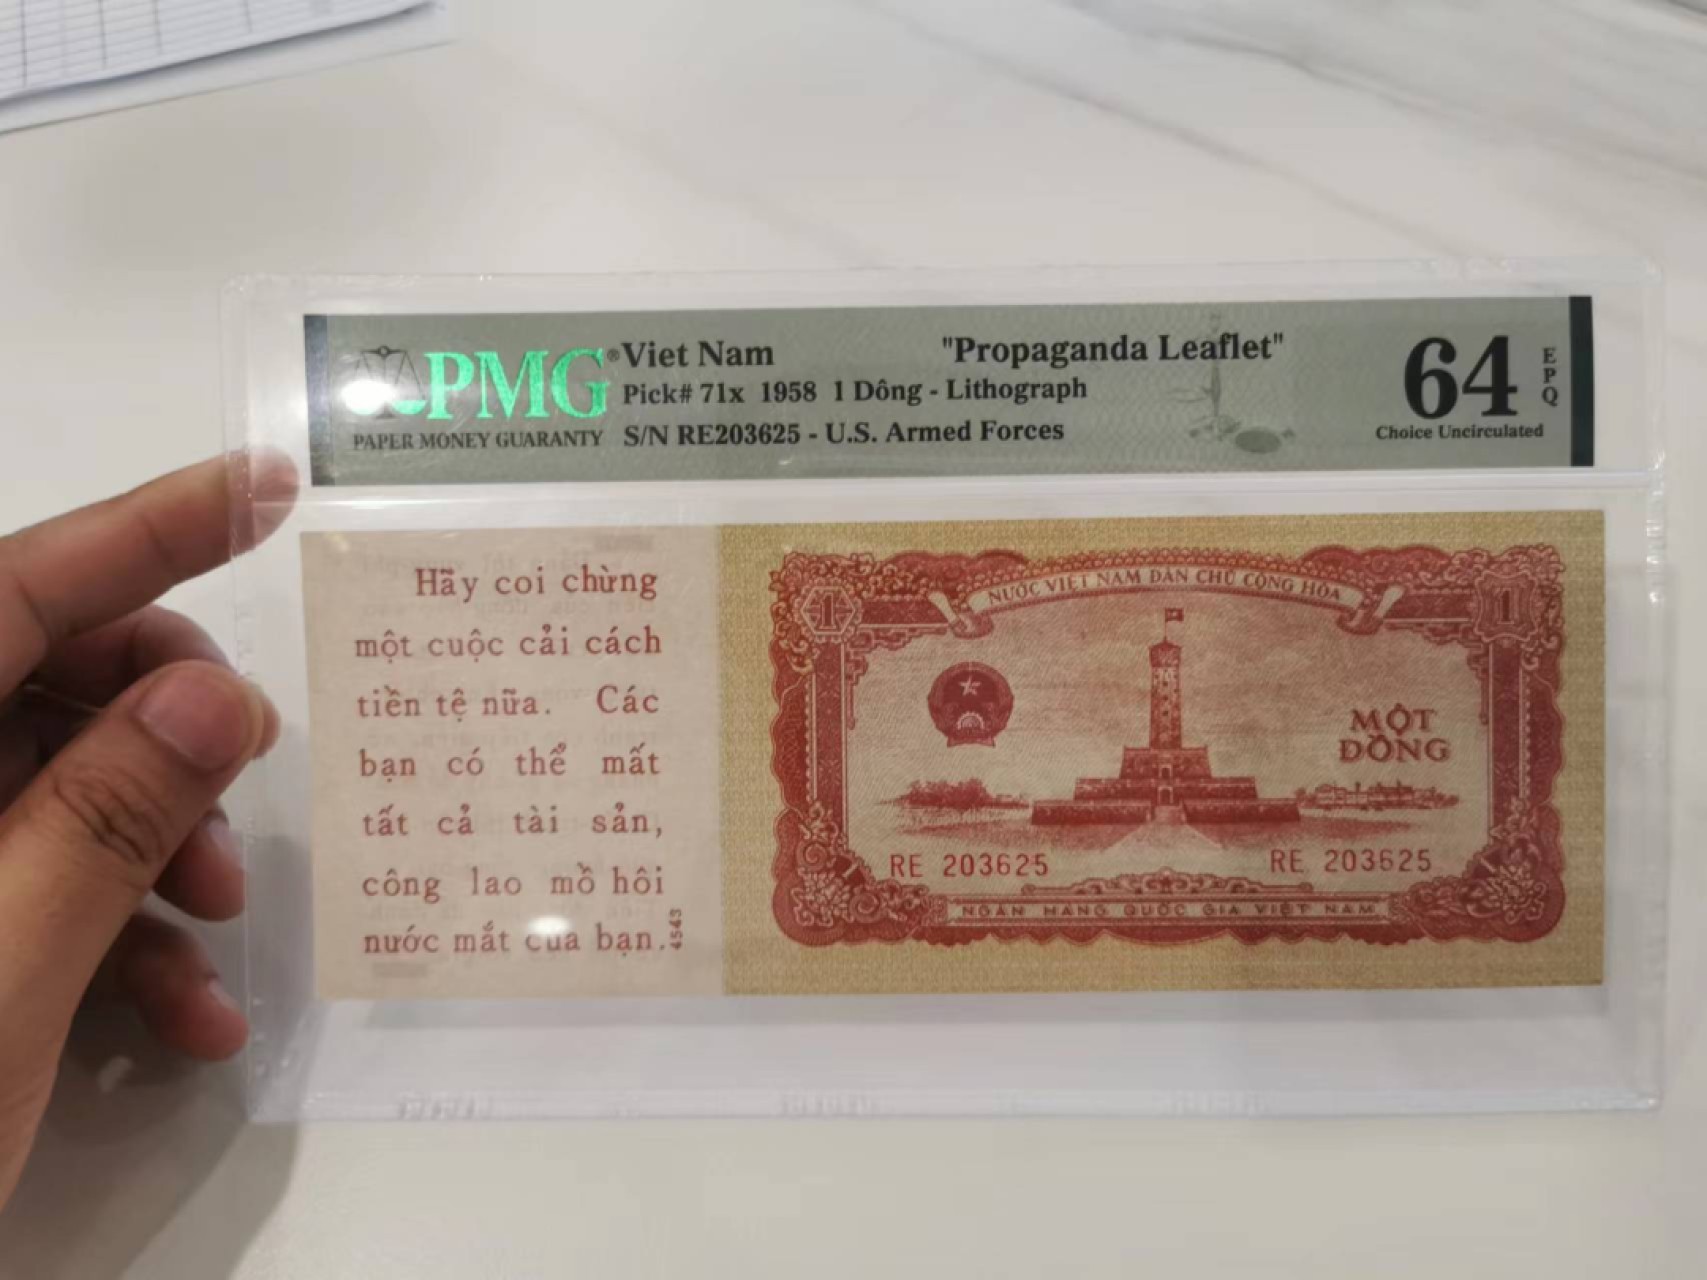 PMG® Viet Nam "Propaganda Leaflet" 64 EPQ
Pick# 71x 1958 1 Dông - Lithograph
PAPER MONEY GUARANTY S/N RE203625 - U.S. Armed Forces Choice Uncirculated
Hãy coi chừng
một cuộc cải cách
tiền tệ nữa. Các
bạn có thể mất
tất cả tài sản,
công lao mồ hôi
nước mắt của bạn.
4543
NƯỚC VIỆT NAM DÂN CHỦ CỘNG HÒA
1 1
MỘT
ĐỒNG
RE 203625 RE 203625
1 1
NGÂN HÀNG QUỐC GIA VIỆT NAM